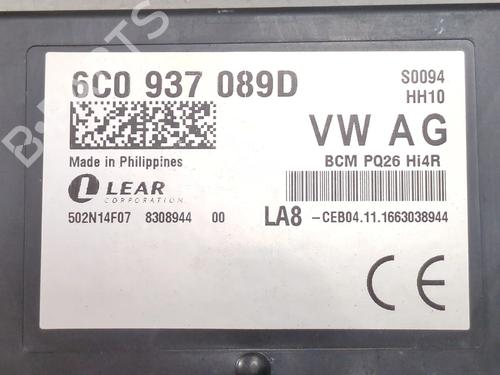 6C0 937 089D
S0094
HH10
VW AG
Made in Philippines
BCM PQ26 Hi4R
LEAR
CORPORATION
502N14F07 8308944 00
LA8 -CEB04.11.1663038944
CE